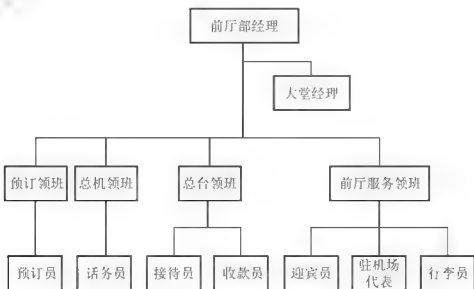 前厅部经理
大堂经理
预订领班
总机领班
总台领班
前厅服务领班
预订员
话务员
接待员
收款员
迎宾员
驻机场
代表
行李员